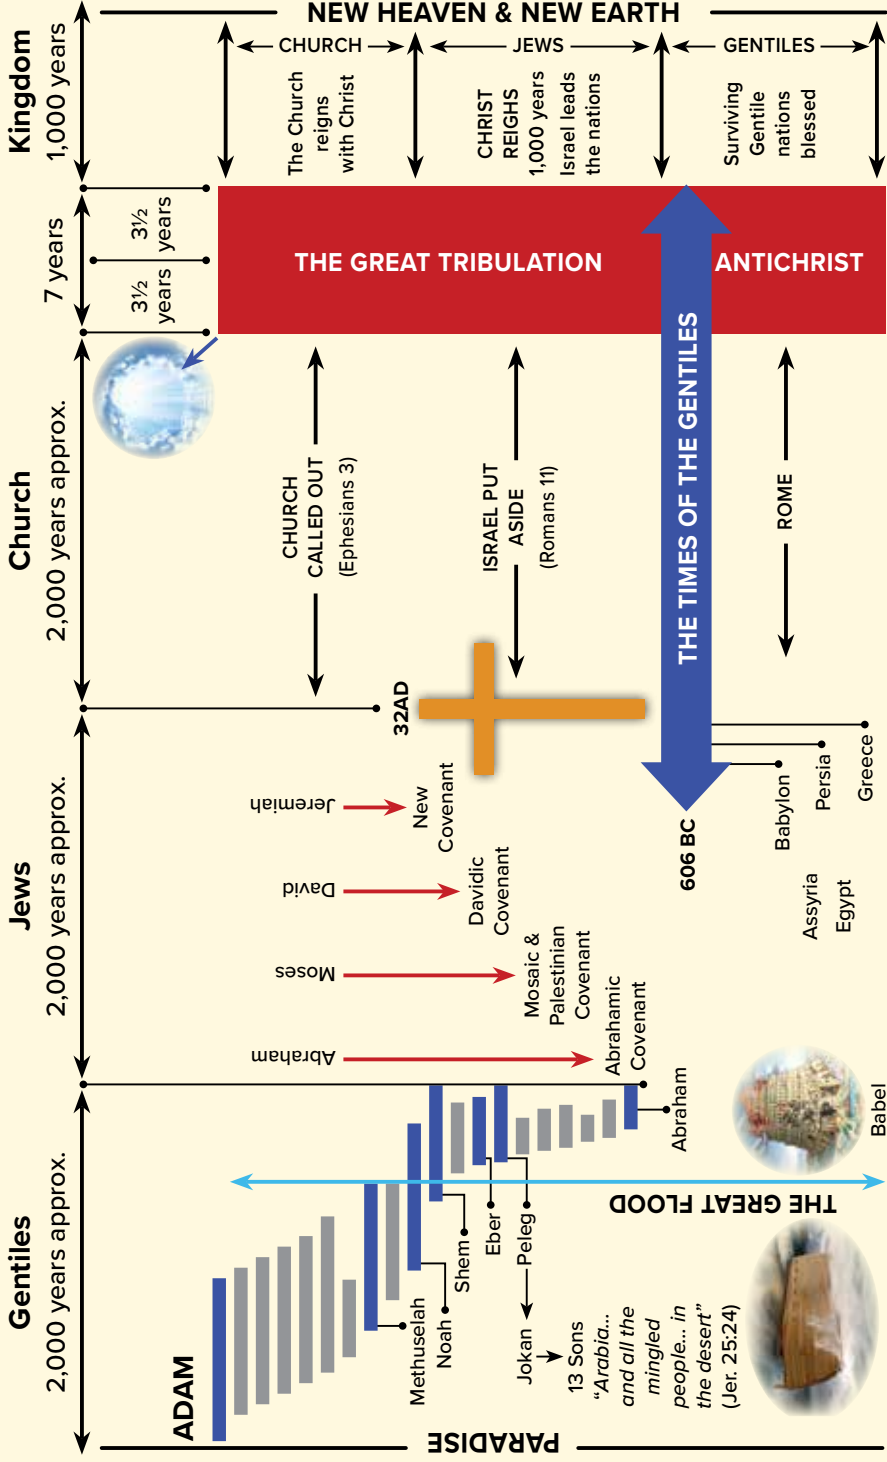 Gentiles
2,000 years approx.
Jews
2,000 years approx.
Church
2,000 years approx.
7 years
3½
years
3½
years
Kingdom
1,000 years
PARADISE
ADAM
Methuselah
Noah
Shem
Eber
Peleg
Jokan
13 Sons
“Arabia...
and all the
mingled
people... in
the desert”
(Jer. 25:24)
THE GREAT FLOOD
Babel
Abraham
Abraham
Abrahamic
Covenant
Moses
Mosaic &
Palestinian
Covenant
David
Davidic
Covenant
Jeremiah
New
Covenant
Assyria
Egypt
606 BC
Babylon
Persia
Greece
32AD
CHURCH
CALLED OUT
(Ephesians 3)
ISRAEL PUT
ASIDE
(Romans 11)
THE TIMES OF THE GENTILES
ROME
THE GREAT TRIBULATION
ANTICHRIST
The Church
reigns
with Christ
CHURCH
CHRIST
REIGHS
1,000 years
Israel leads
the nations
JEWS
Surviving
Gentile
nations
blessed
GENTILES
NEW HEAVEN & NEW EARTH